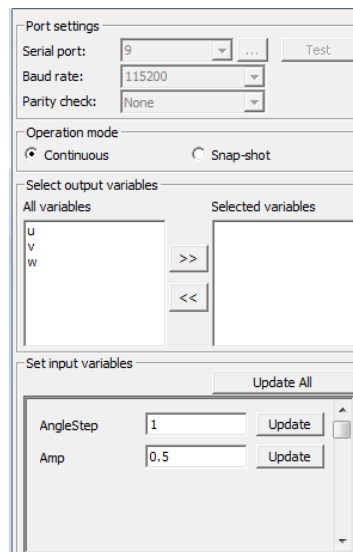 Port settings
Serial port: 9 ... Test
Baud rate: 115200
Parity check: None
Operation mode
Continuous Snap-shot
Select output variables
All variables Selected variables
u
v
w
>>
<<
Set input variables
Update All
AngleStep 1 Update
Amp 0.5 Update